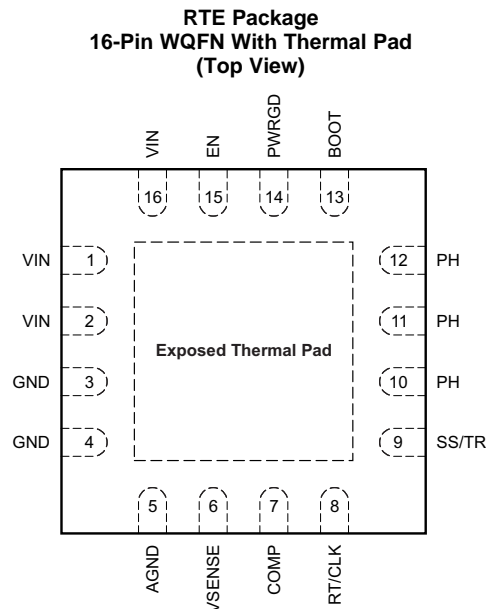 RTE Package
16-Pin WQFN With Thermal Pad
(Top View)
VIN
EN
PWRGD
BOOT
16
15
14
13
VIN
1
12
PH
VIN
2
11
PH
Exposed Thermal Pad
GND
3
10
PH
GND
4
9
SS/TR
5
6
7
8
AGND
VSENSE
COMP
RT/CLK